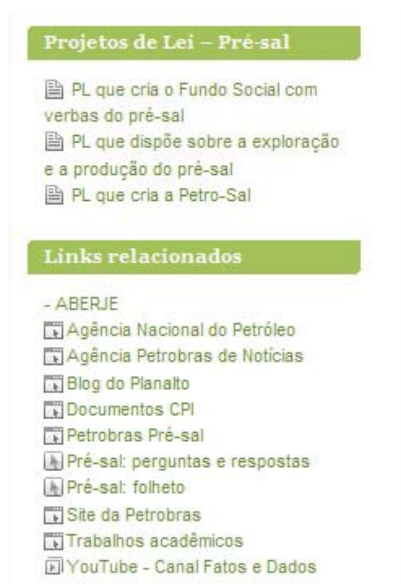 Projetos de Lei – Pré-sal
PL que cria o Fundo Social com
verbas do pré-sal
PL que dispõe sobre a exploração
e a produção do pré-sal
PL que cria a Petro-Sal
Links relacionados
- ABERJE
Agência Nacional do Petróleo
Agência Petrobras de Notícias
Blog do Planalto
Documentos CPI
Petrobras Pré-sal
Pré-sal: perguntas e respostas
Pré-sal: folheto
Site da Petrobras
Trabalhos acadêmicos
YouTube - Canal Fatos e Dados